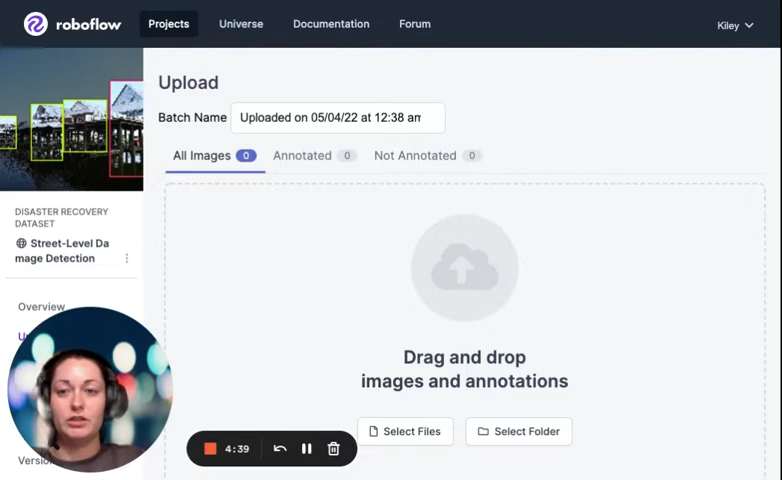 roboflow Projects Universe Documentation Forum Kiley
Upload
Batch Name Uploaded on 05/04/22 at 12:38 am
All Images 0 Annotated 0 Not Annotated 0
DISASTER RECOVERY
DATASET
Street-Level Da
mage Detection
Overview
Drag and drop
images and annotations
Select Files Select Folder
4:39